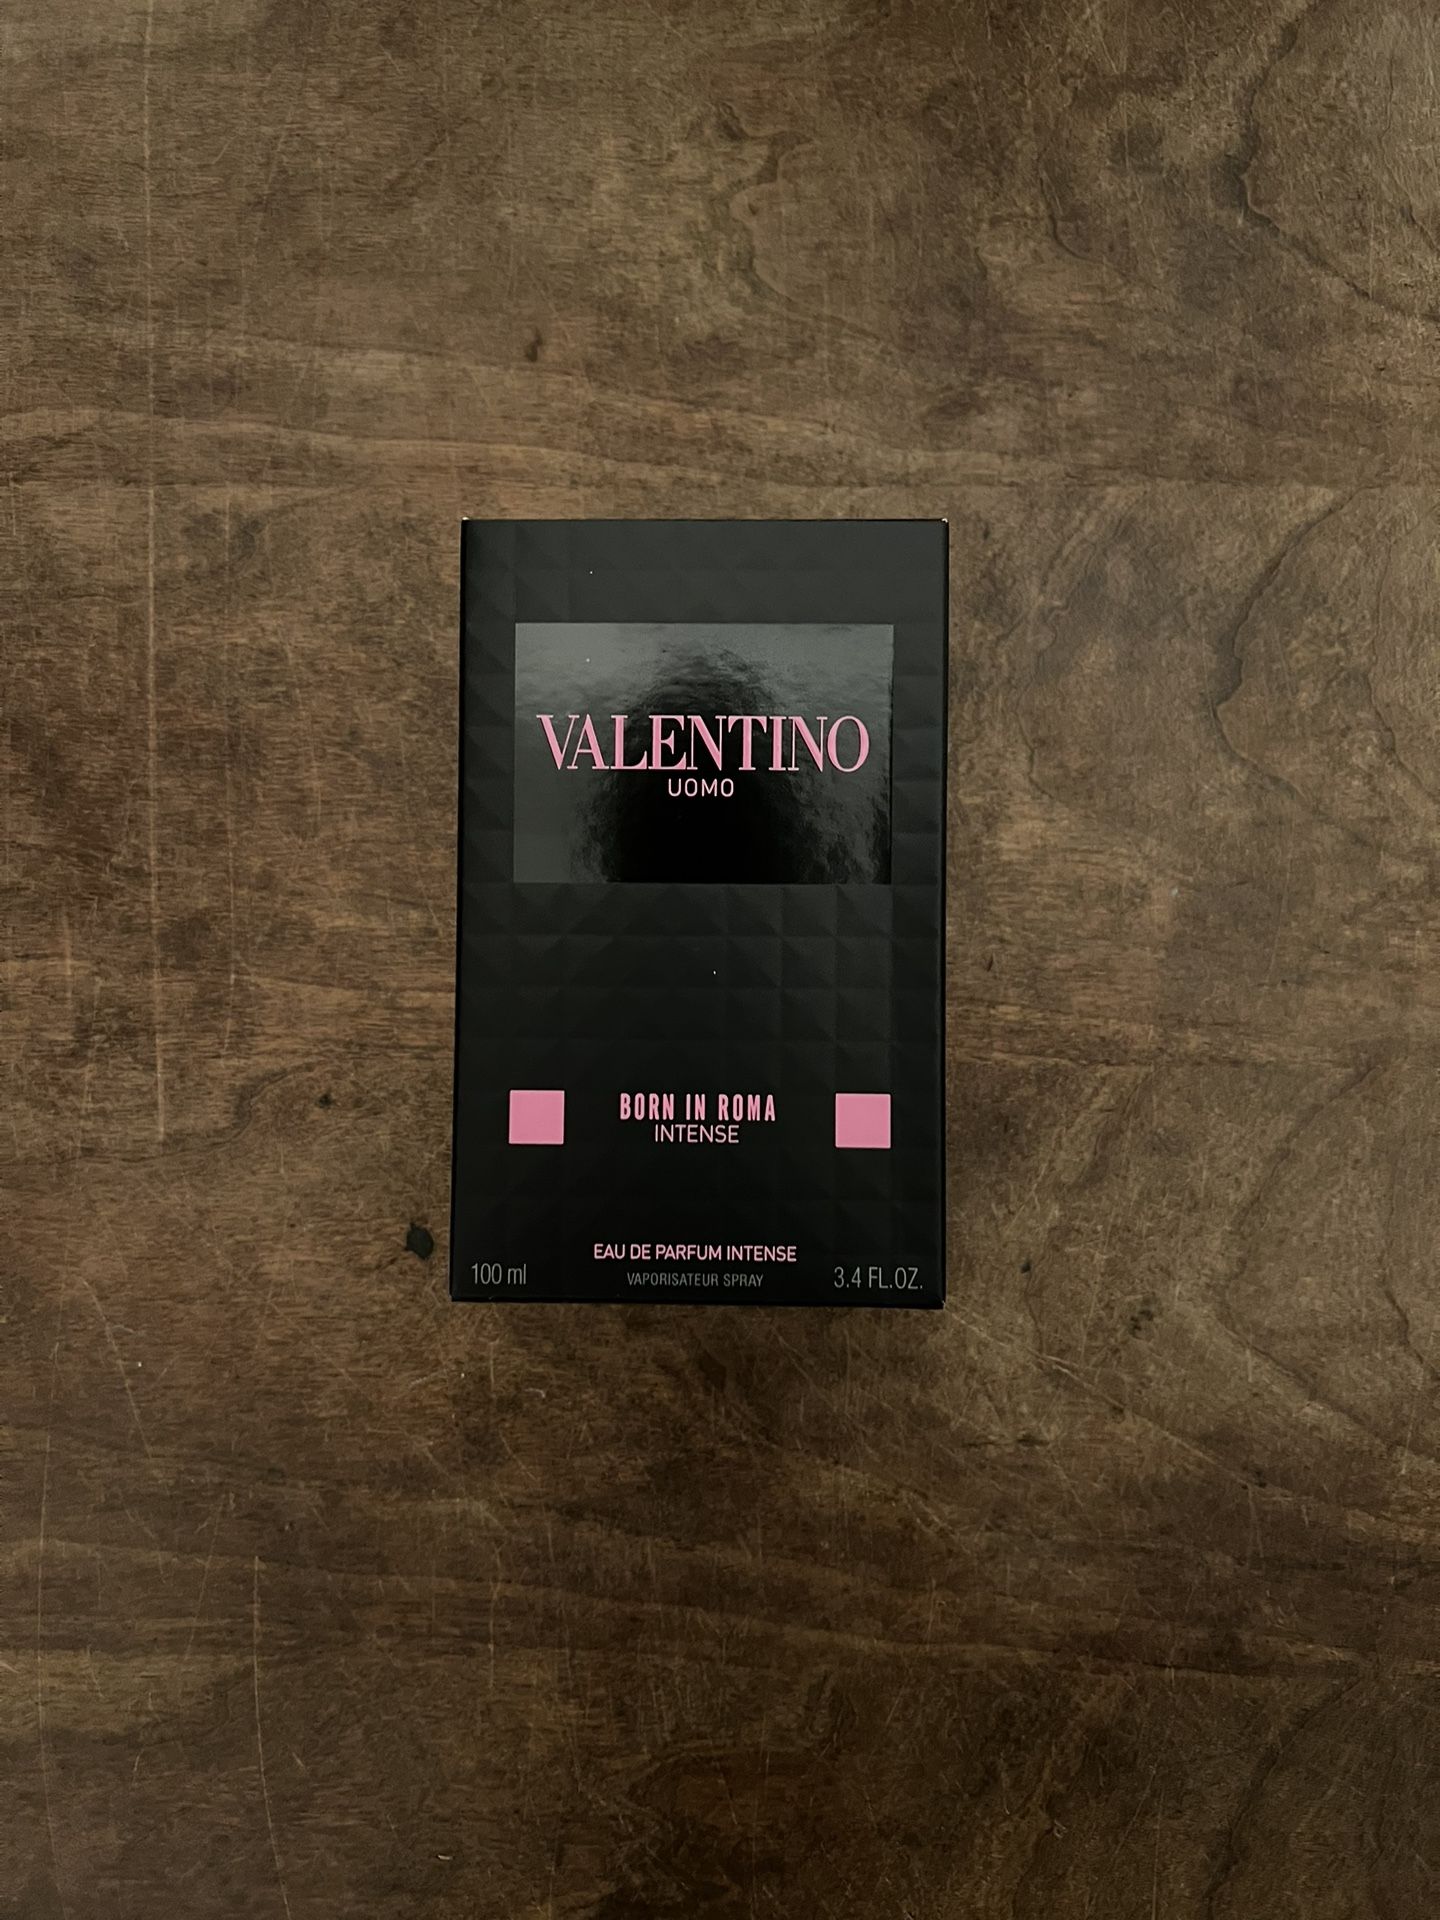 VALENTINO
UOMO
BORN IN ROMA
INTENSE
EAU DE PARFUM INTENSE
100 ml VAPORISATEUR SPRAY 3.4 FL.OZ.